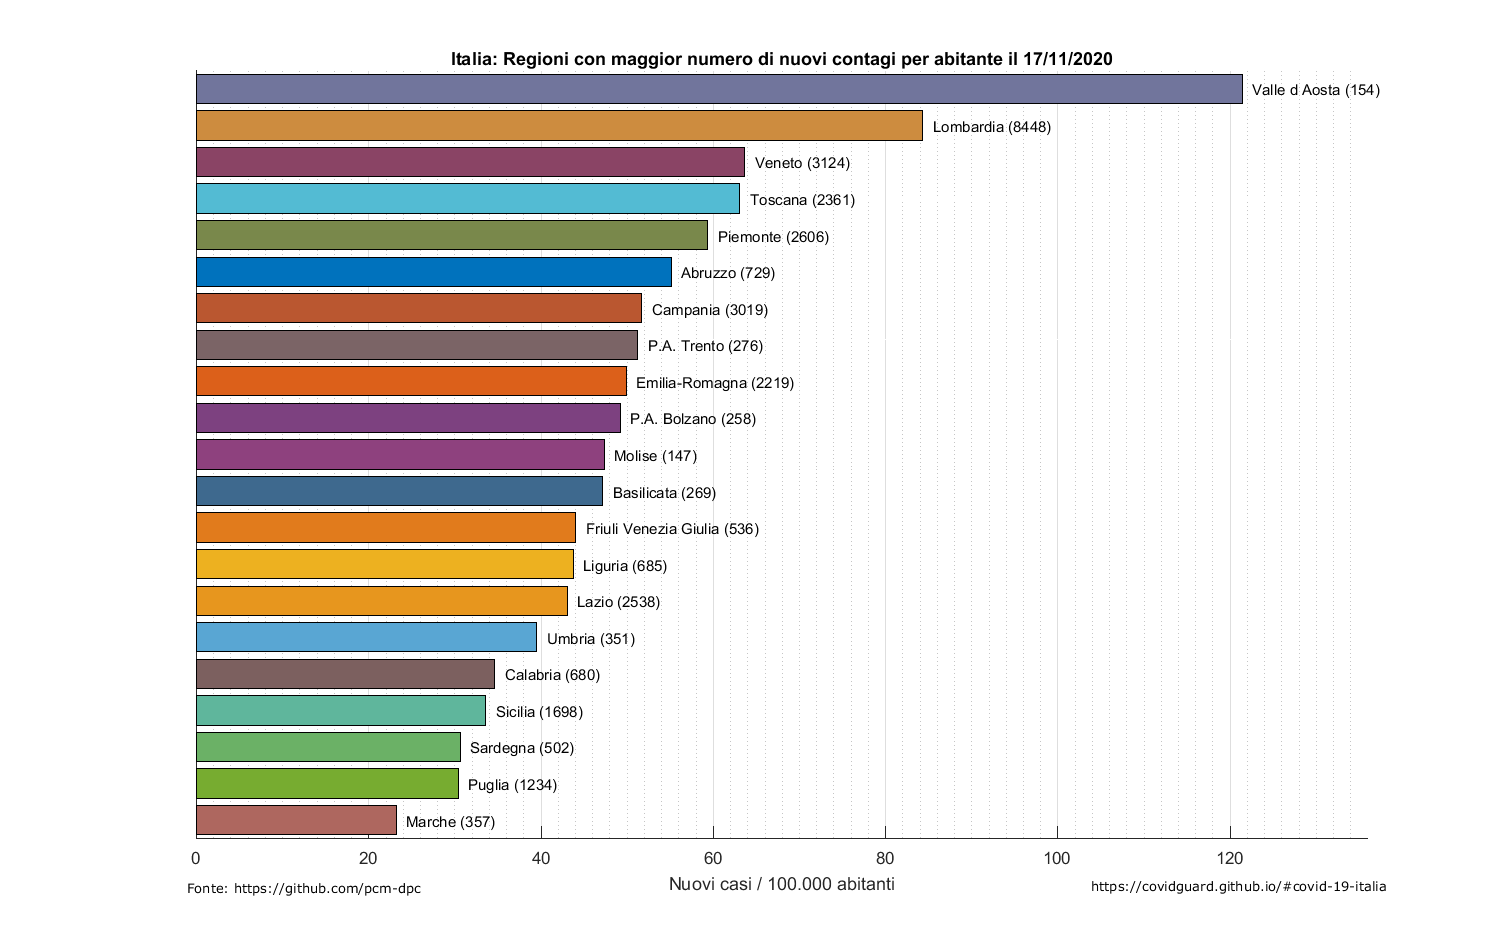 Italia: Regioni con maggior numero di nuovi contagi per abitante il 17/11/2020
Valle d Aosta (154)
Lombardia (8448)
Veneto (3124)
Toscana (2361)
Piemonte (2606)
Abruzzo (729)
Campania (3019)
P.A. Trento (276)
Emilia-Romagna (2219)
P.A. Bolzano (258)
Molise (147)
Basilicata (269)
Friuli Venezia Giulia (536)
Liguria (685)
Lazio (2538)
Umbria (351)
Calabria (680)
Sicilia (1698)
Sardegna (502)
Puglia (1234)
Marche (357)
0 20 40 60 80 100 120
Nuovi casi / 100.000 abitanti
Fonte: https://github.com/pcm-dpc
https://covidguard.github.io/#covid-19-italia